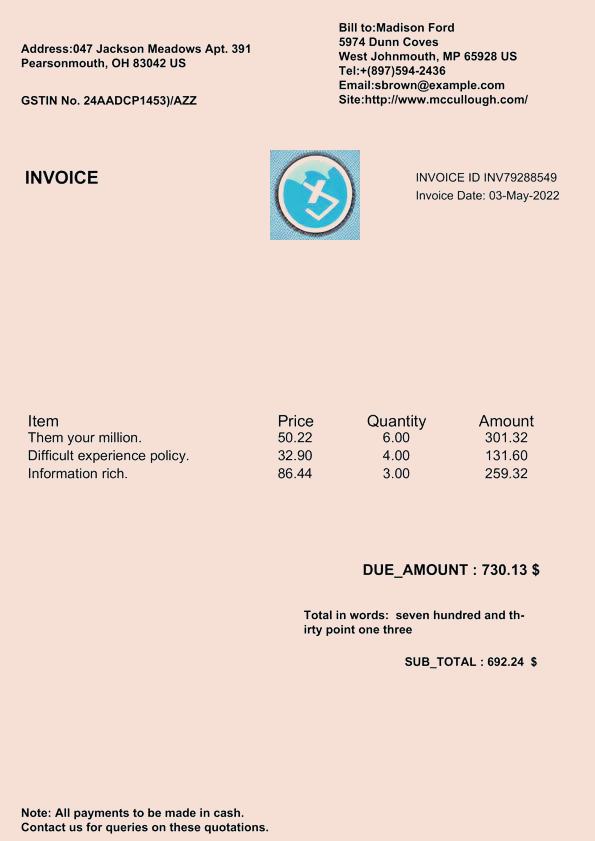 Address:047 Jackson Meadows Apt. 391
Pearsonmouth, OH 83042 US
GSTIN No. 24AADCP1453)/AZZ
Bill to:Madison Ford
5974 Dunn Coves
West Johnmouth, MP 65928 US
Tel:+(897)594-2436
Email:sbrown@example.com
Site:http://www.mccullough.com/
INVOICE
INVOICE ID INV79288549
Invoice Date: 03-May-2022
Item Price Quantity Amount
Them your million. 50.22 6.00 301.32
Difficult experience policy. 32.90 4.00 131.60
Information rich. 86.44 3.00 259.32
DUE_AMOUNT : 730.13 $
Total in words:  seven hundred and th-
irty point one three
SUB_TOTAL : 692.24  $
Note: All payments to be made in cash.
Contact us for queries on these quotations.